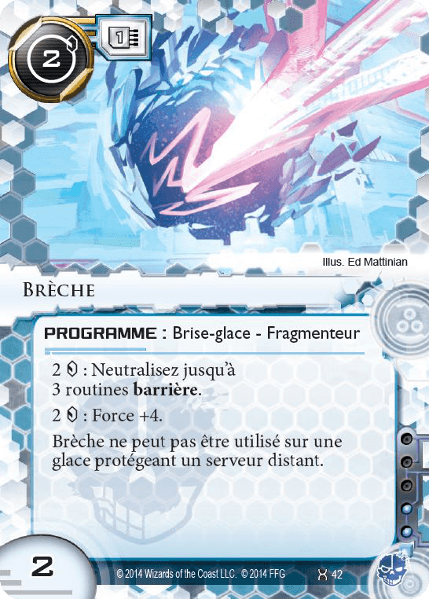 2
1
Illus. Ed Mattinian
BRÈCHE
PROGRAMME : Brise-glace - Fragmenteur
2 : Neutralisez jusqu'à
3 routines barrière.
2 : Force +4.
Brèche ne peut pas être utilisé sur une
glace protégeant un serveur distant.
2
© 2014 Wizards of the Coast LLC. © 2014 FFG
42